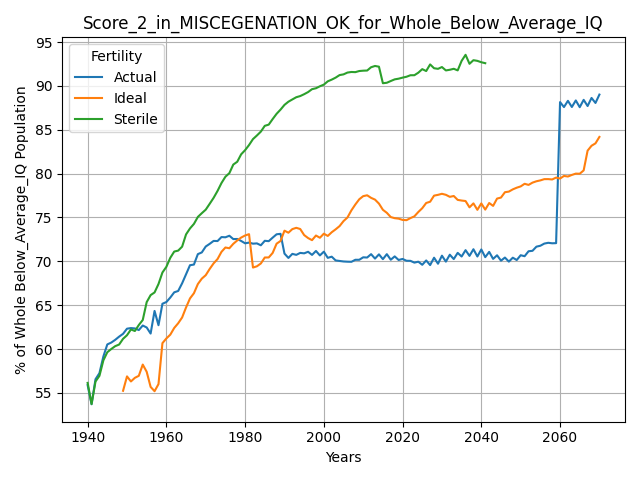 Score_2_in_MISCEGENATION_OK_for_Whole_Below_Average_IQ
% of Whole Below_Average_IQ Population
95
90
85
80
75
70
65
60
55
Fertility
Actual
Ideal
Sterile
1940 1960 1980 2000 2020 2040 2060
Years